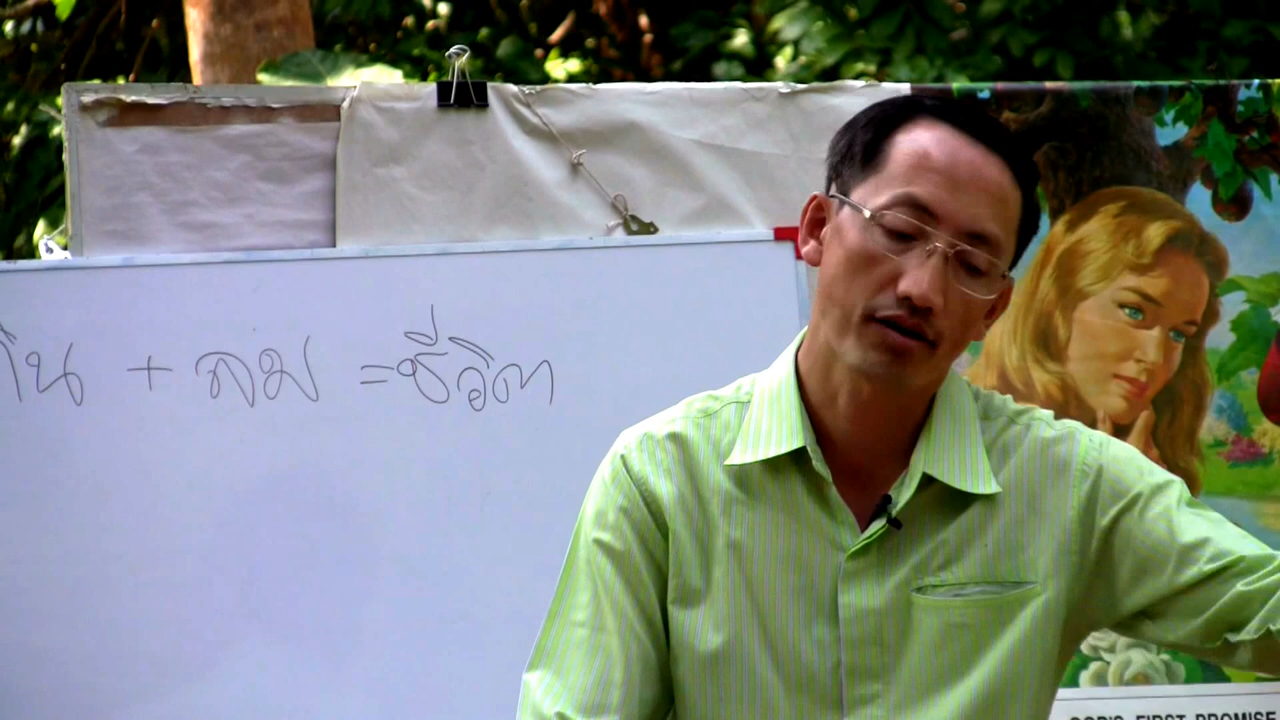 + ลม = ชีวิต
GOD'S FIRST PROMISE